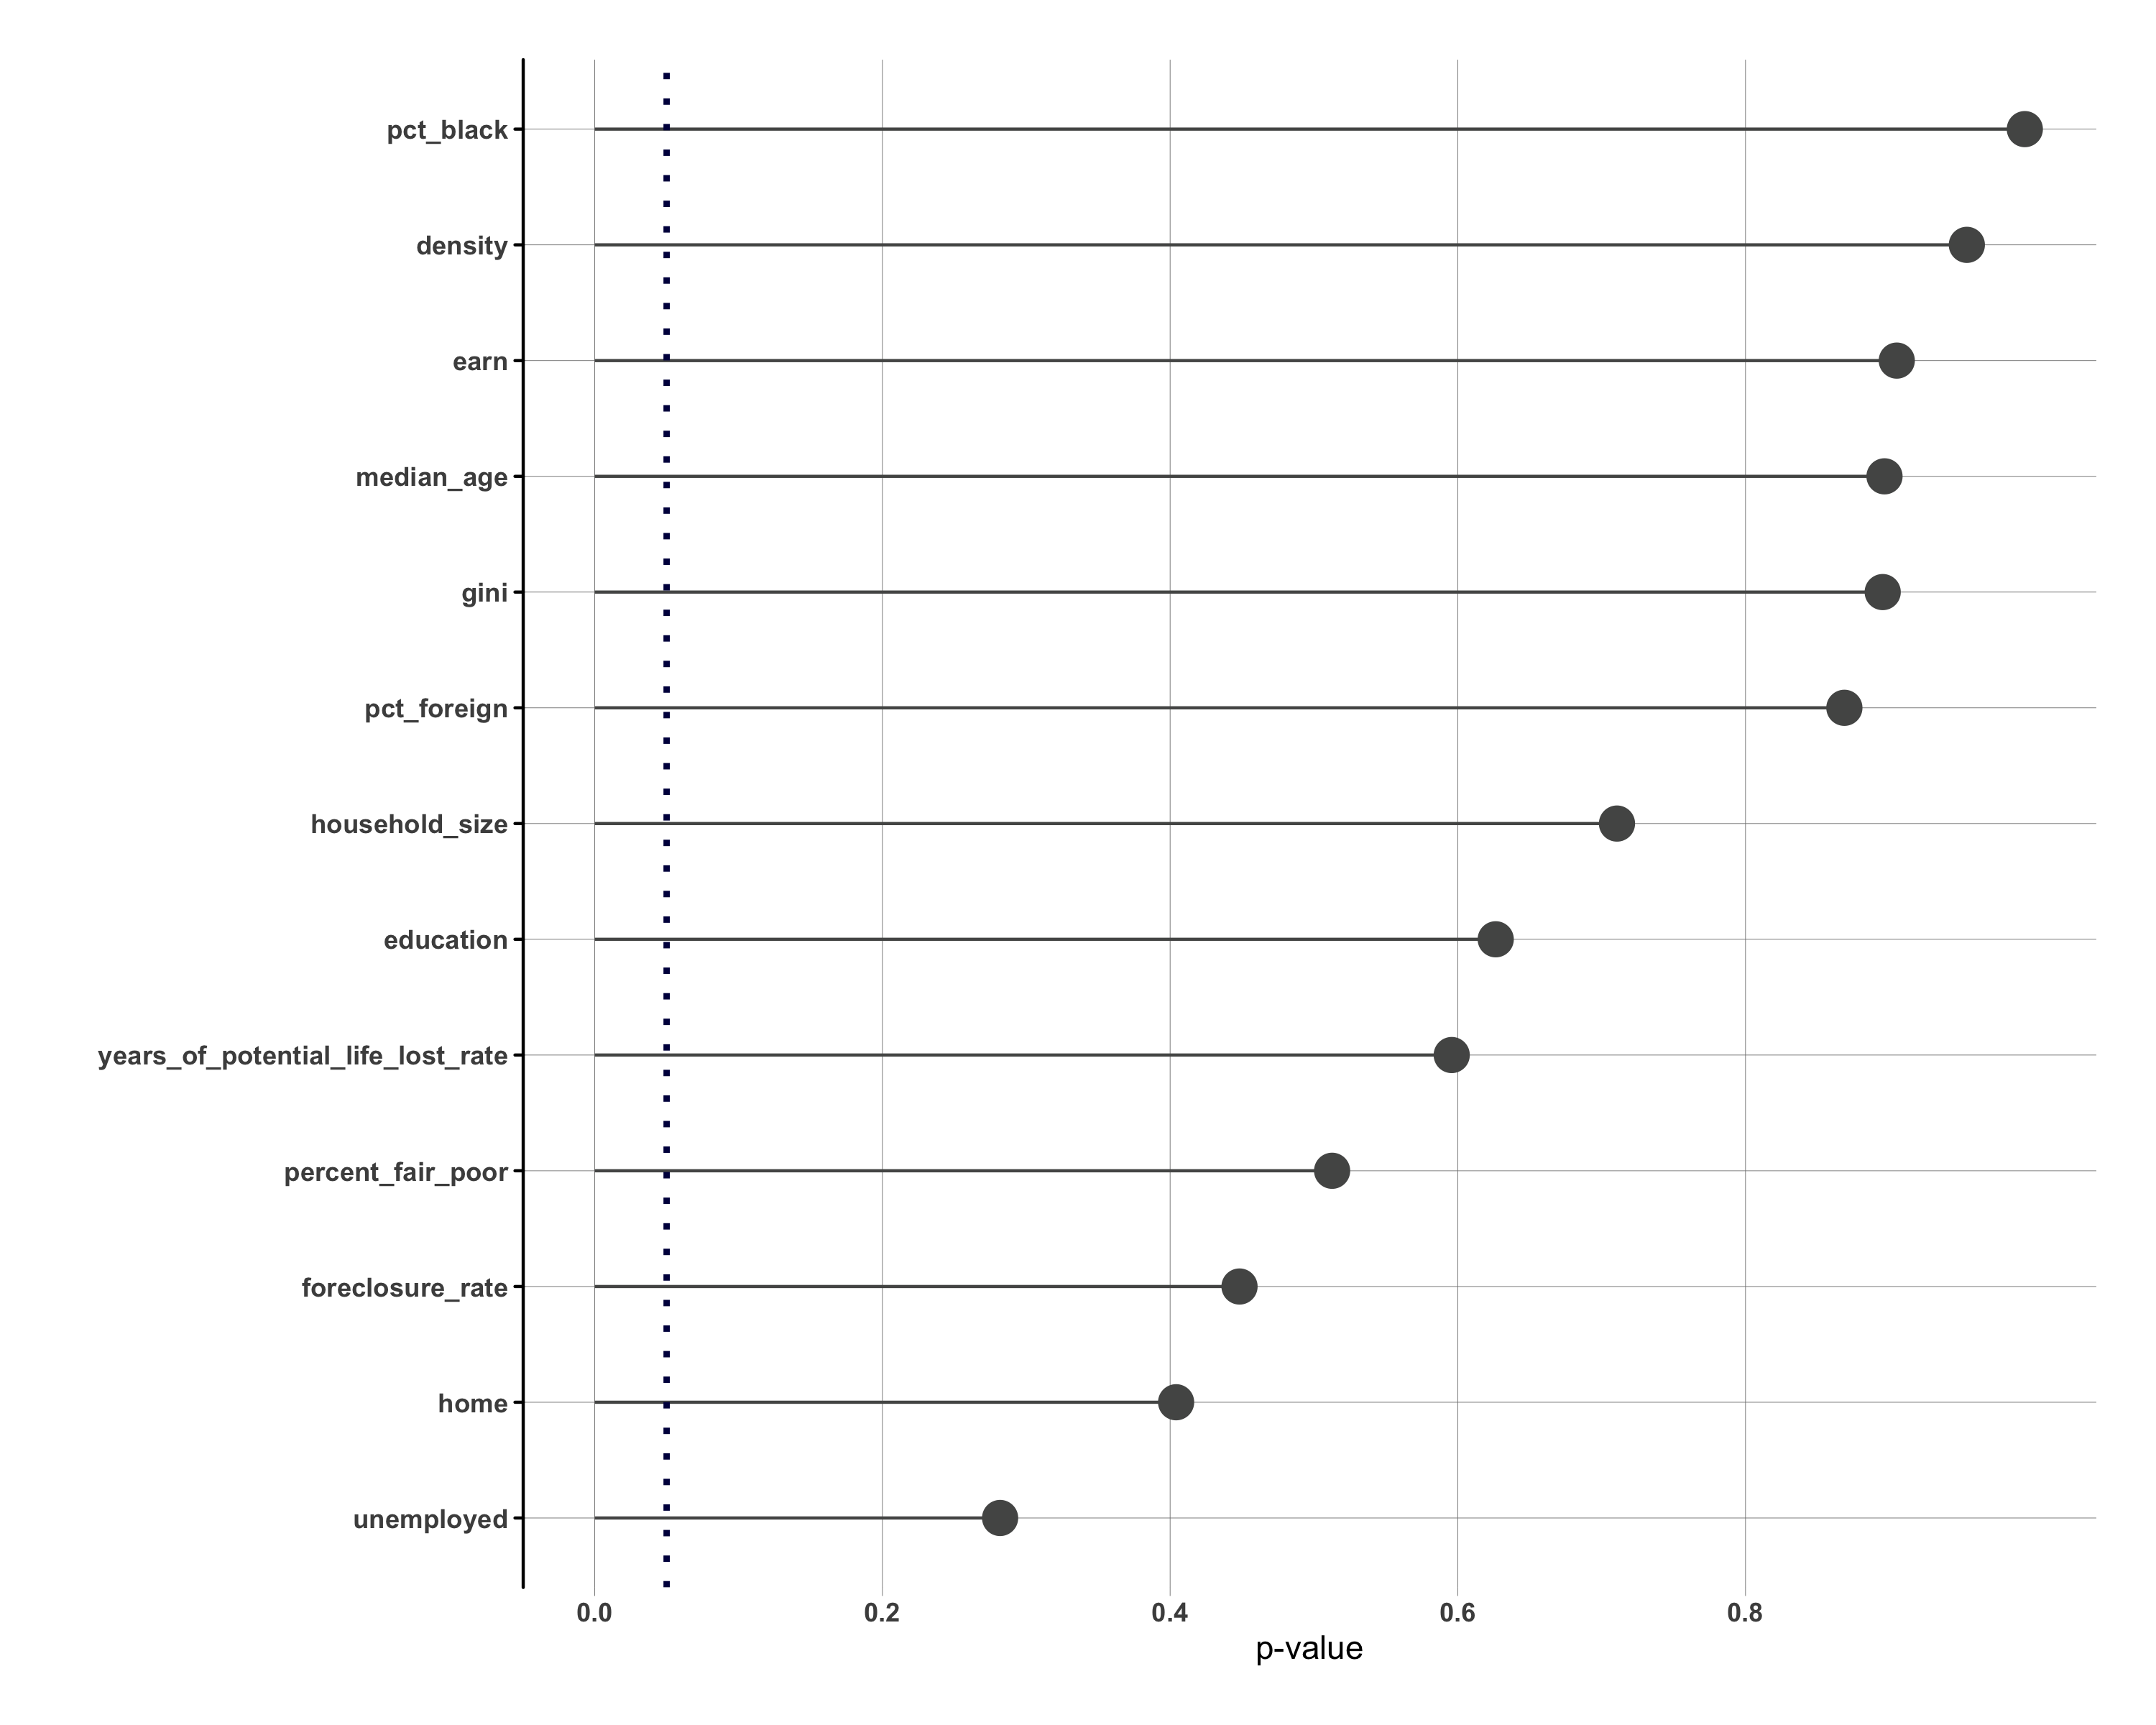 pct_black
density
earn
median_age
gini
pct_foreign
household_size
education
years_of_potential_life_lost_rate
percent_fair_poor
foreclosure_rate
home
unemployed
0.0 0.2 0.4 0.6 0.8
p-value